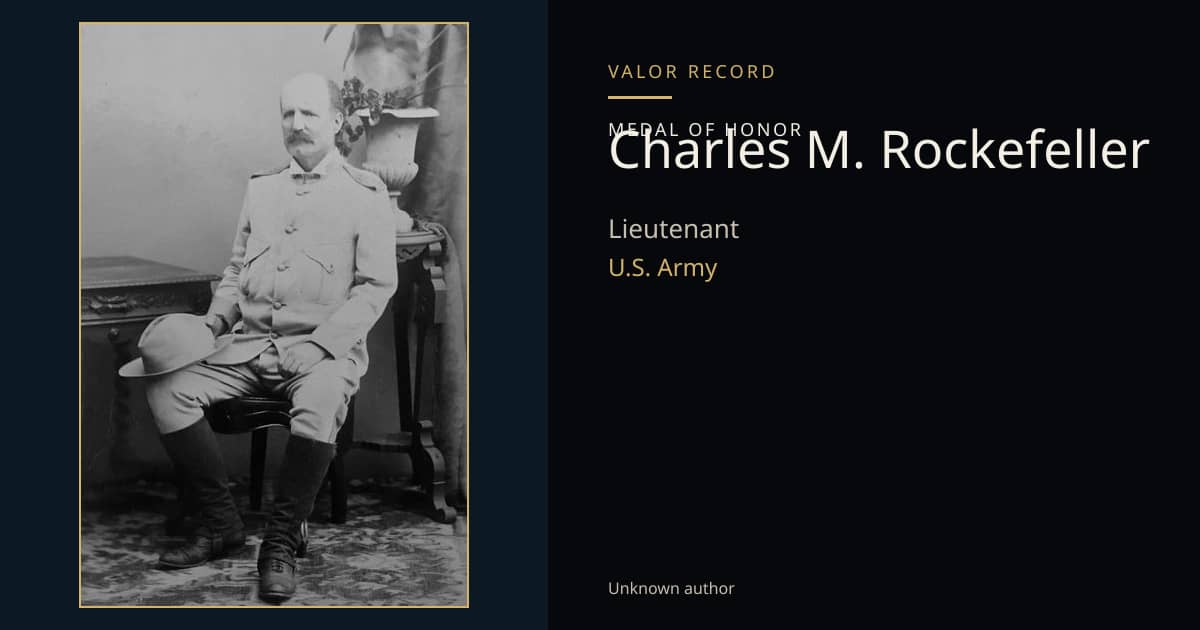 VALOR RECORD
MEDAL OF HONOR
Charles M. Rockefeller
Lieutenant
U.S. Army
Unknown author